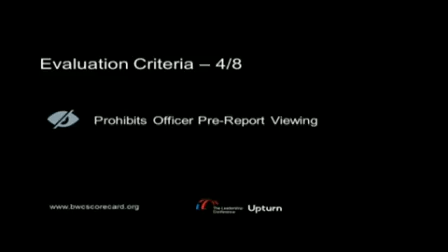 Evaluation Criteria – 4/8
Prohibits Officer Pre-Report Viewing
www.bwcscorecard.org
The Leadership
Conference
Upturn